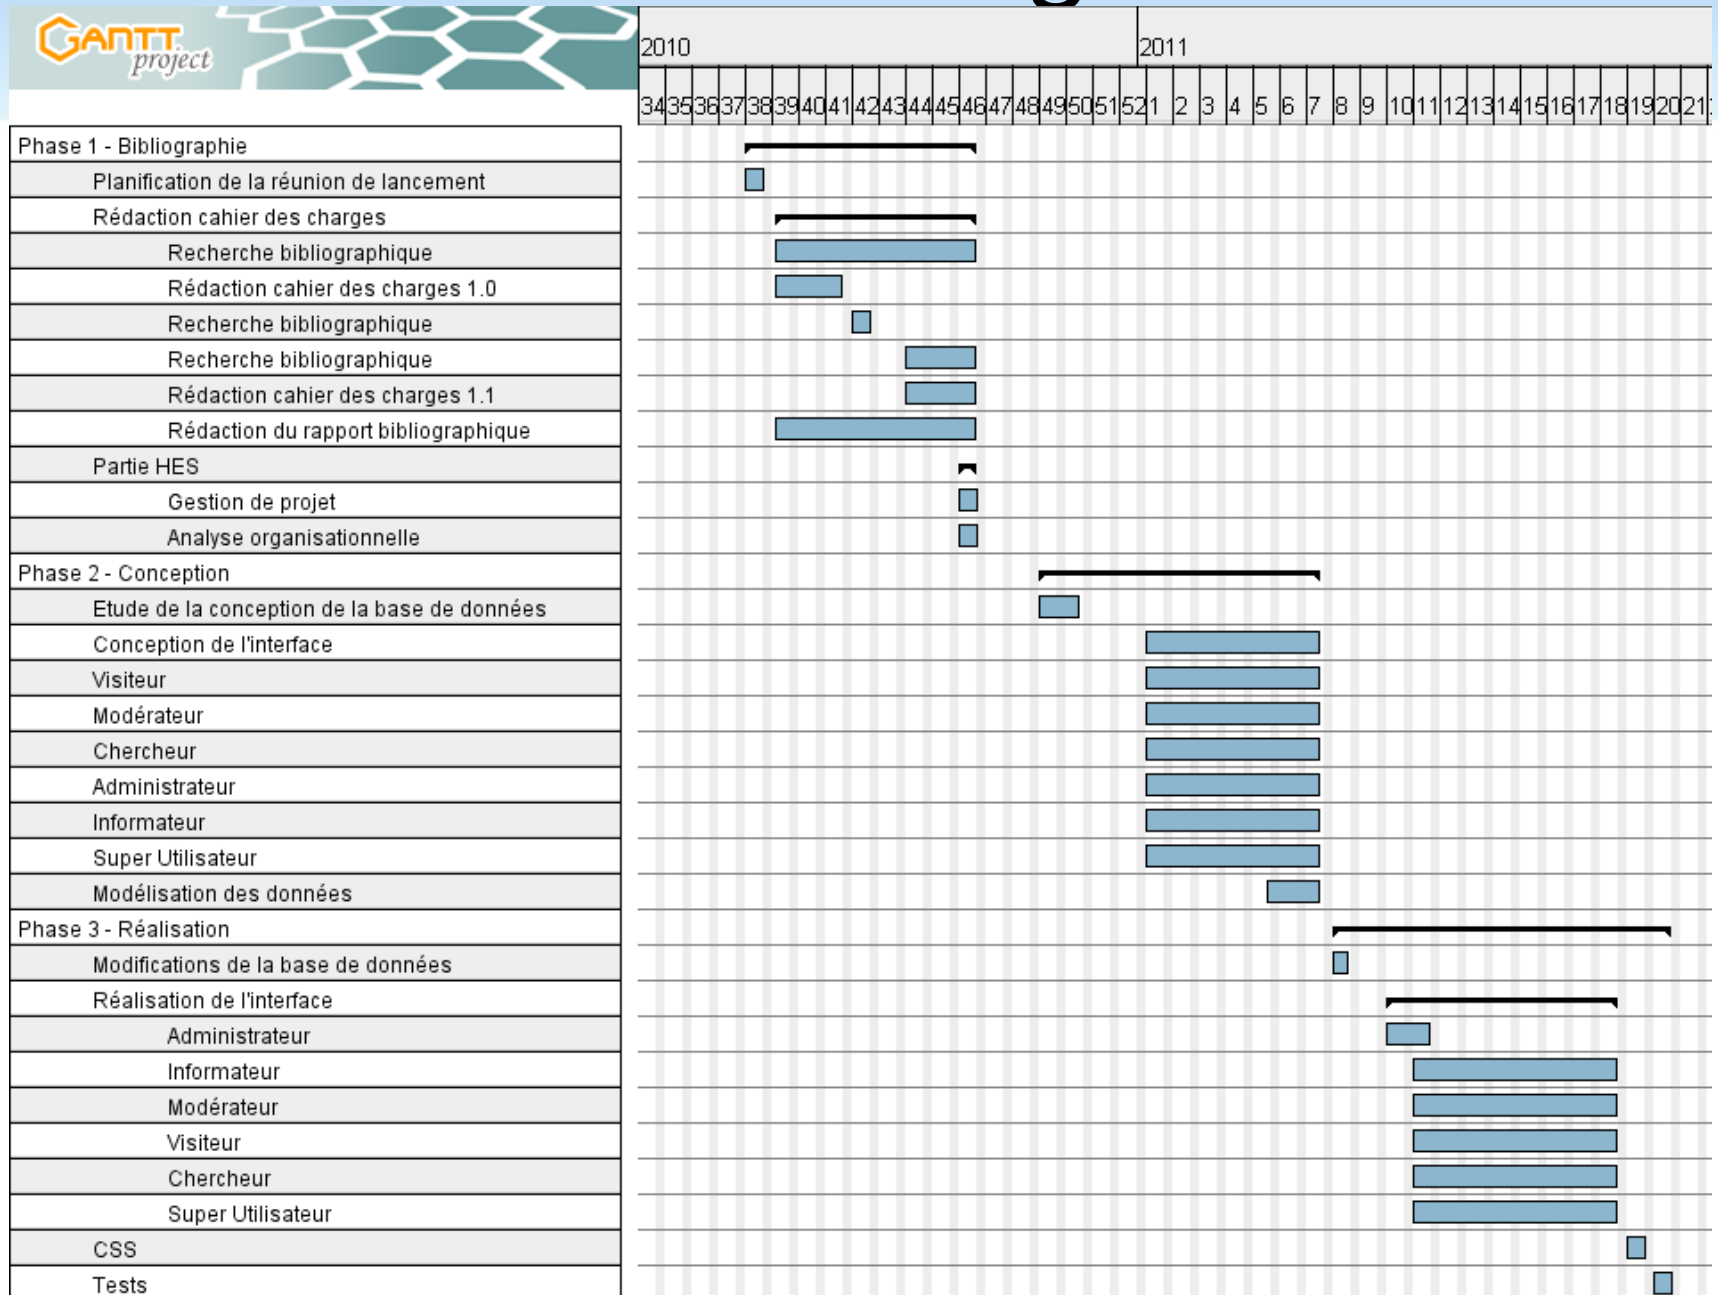 GANTT
project
2010 2011
34 35 36 37 38 39 40 41 42 43 44 45 46 47 48 49 50 51 52 1 2 3 4 5 6 7 8 9 10 11 12 13 14 15 16 17 18 19 20 21
Phase 1 - Bibliographie
Planification de la réunion de lancement
Rédaction cahier des charges
Recherche bibliographique
Rédaction cahier des charges 1.0
Recherche bibliographique
Recherche bibliographique
Rédaction cahier des charges 1.1
Rédaction du rapport bibliographique
Partie HES
Gestion de projet
Analyse organisationnelle
Phase 2 - Conception
Etude de la conception de la base de données
Conception de l'interface
Visiteur
Modérateur
Chercheur
Administrateur
Informateur
Super Utilisateur
Modélisation des données
Phase 3 - Réalisation
Modifications de la base de données
Réalisation de l'interface
Administrateur
Informateur
Modérateur
Visiteur
Chercheur
Super Utilisateur
CSS
Tests